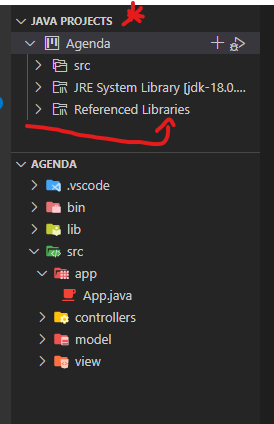 JAVA PROJECTS
Agenda
src
JRE System Library [jdk-18.0....
Referenced Libraries
AGENDA
.vscode
bin
lib
src
app
App.java
controllers
model
view